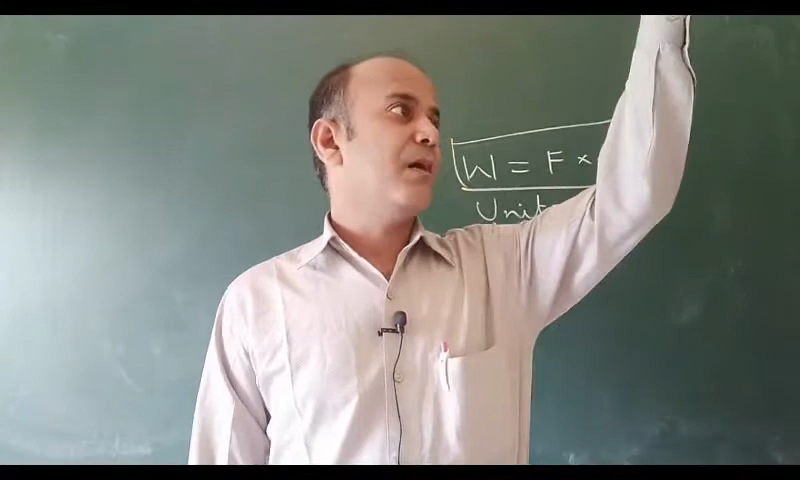 W = F ×
Unit